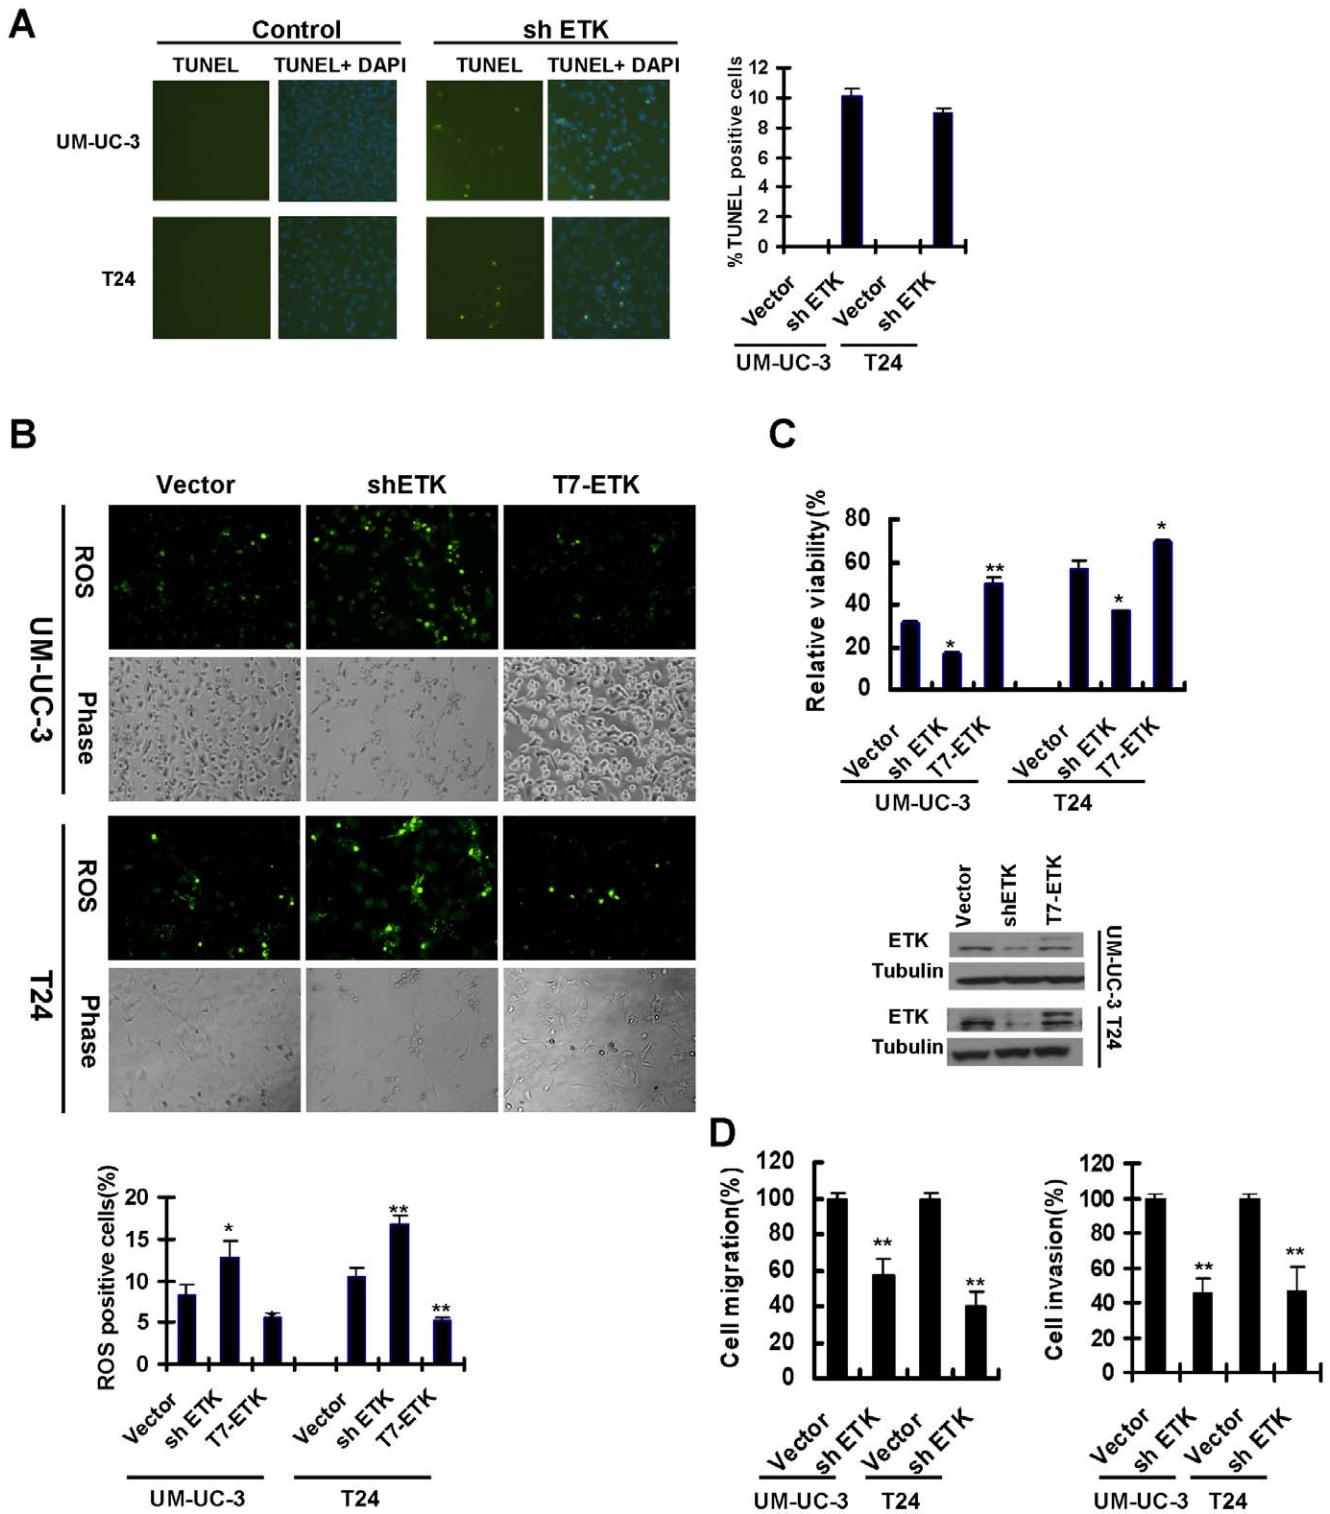 A
Control
sh ETK
TUNEL
TUNEL+ DAPI
TUNEL
TUNEL+ DAPI
UM-UC-3
T24
% TUNEL positive cells
12
10
8
6
4
2
0
Vector
sh ETK
Vector
sh ETK
UM-UC-3
T24
B
Vector
shETK
T7-ETK
UM-UC-3
ROS
Phase
T24
ROS
Phase
ROS positive cells(%)
20
15
10
5
0
*
**
*
**
Vector
sh ETK
T7-ETK
Vector
sh ETK
T7-ETK
UM-UC-3
T24
C
Relative viability(%
80
60
40
20
0
*
**
*
*
Vector
sh ETK
T7-ETK
Vector
sh ETK
T7-ETK
UM-UC-3
T24
Vector
shETK
T7-ETK
ETK
Tubulin
UM-UC-3
ETK
Tubulin
T24
D
Cell migration(%)
120
100
80
60
40
20
0
**
**
Vector
sh ETK
Vector
sh ETK
UM-UC-3
T24
Cell invasion(%)
120
100
80
60
40
20
0
**
**
Vector
sh ETK
Vector
sh ETK
UM-UC-3
T24